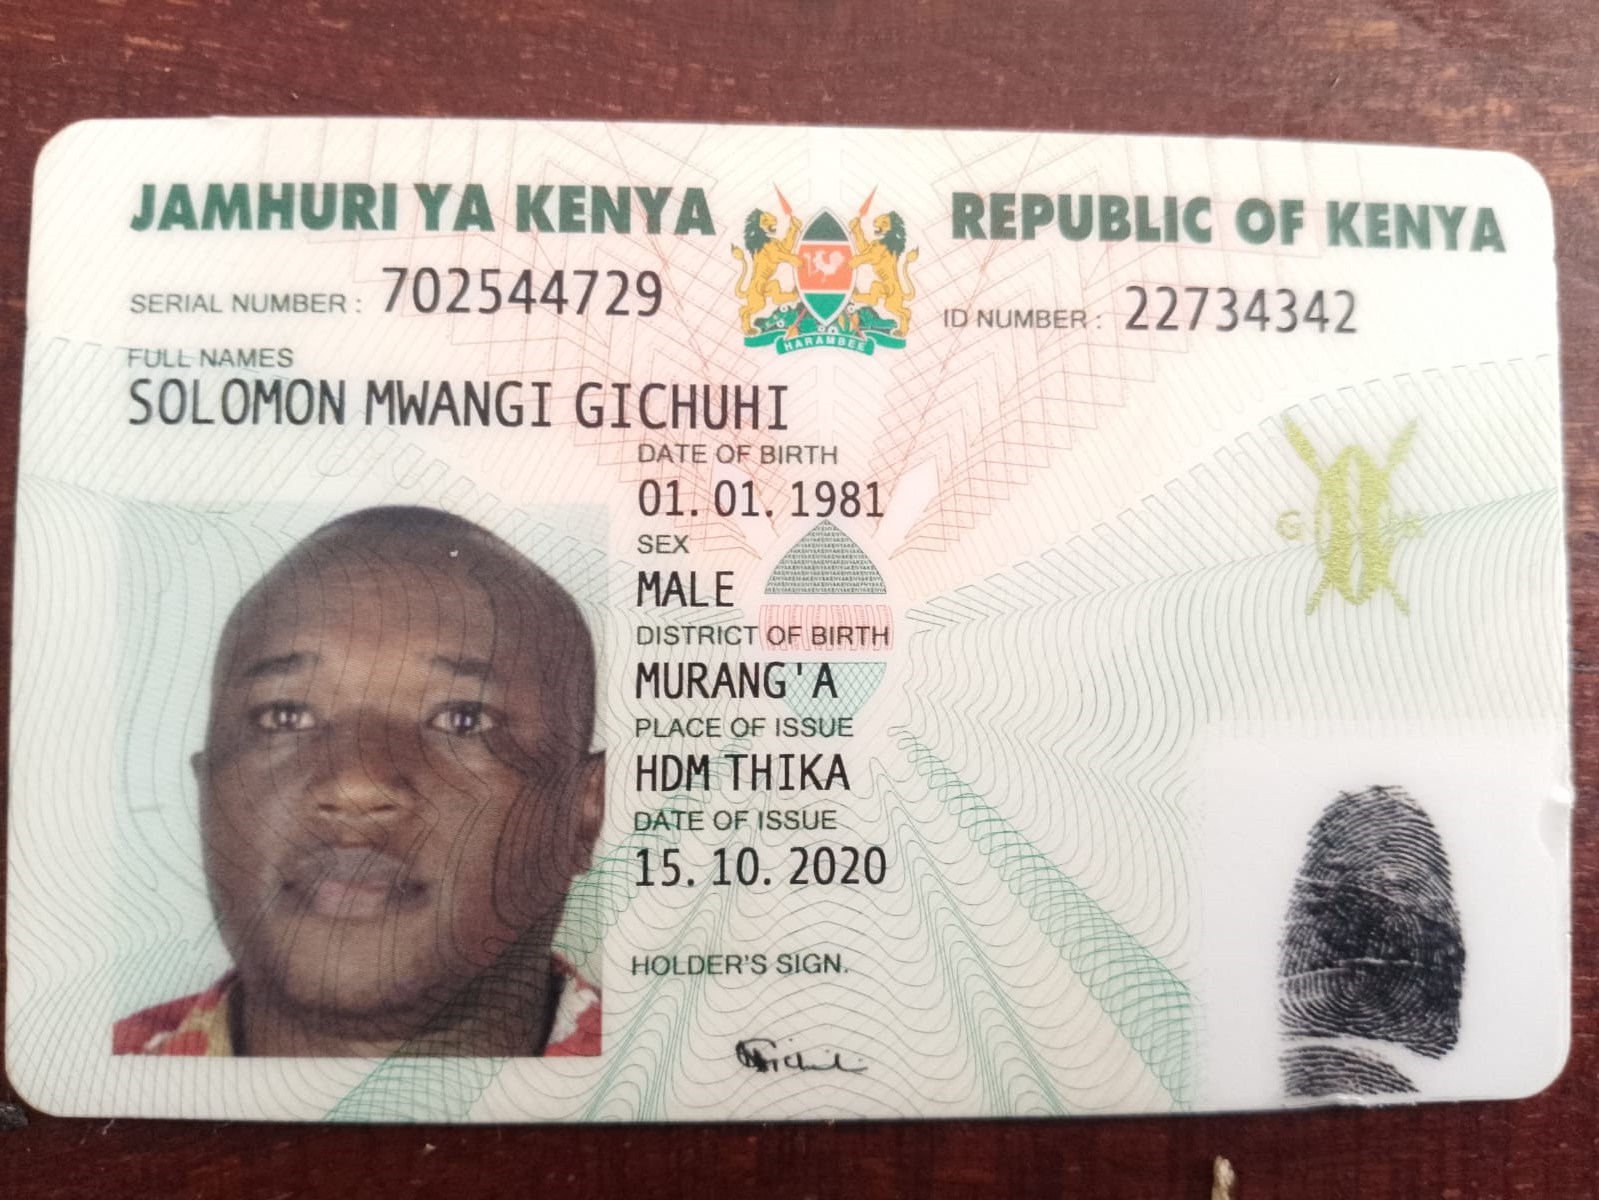 JAMHURI YA KENYA
REPUBLIC OF KENYA
SERIAL NUMBER : 702544729
ID NUMBER : 22734342
HARAMBEE
FULL NAMES
SOLOMON MWANGI GICHUHI
DATE OF BIRTH
01. 01. 1981
SEX
MALE
DISTRICT OF BIRTH
MURANG'A
PLACE OF ISSUE
HDM THIKA
DATE OF ISSUE
15. 10. 2020
HOLDER'S SIGN.